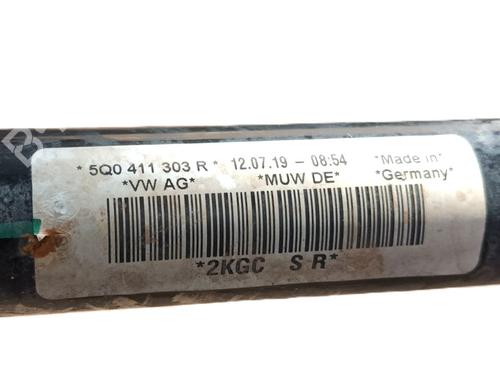 * 5Q0 411 303 R * 12.07.19 - 08:54 *Made in*
*VW AG* *MUW DE* *Germany*
*2KGC S R*